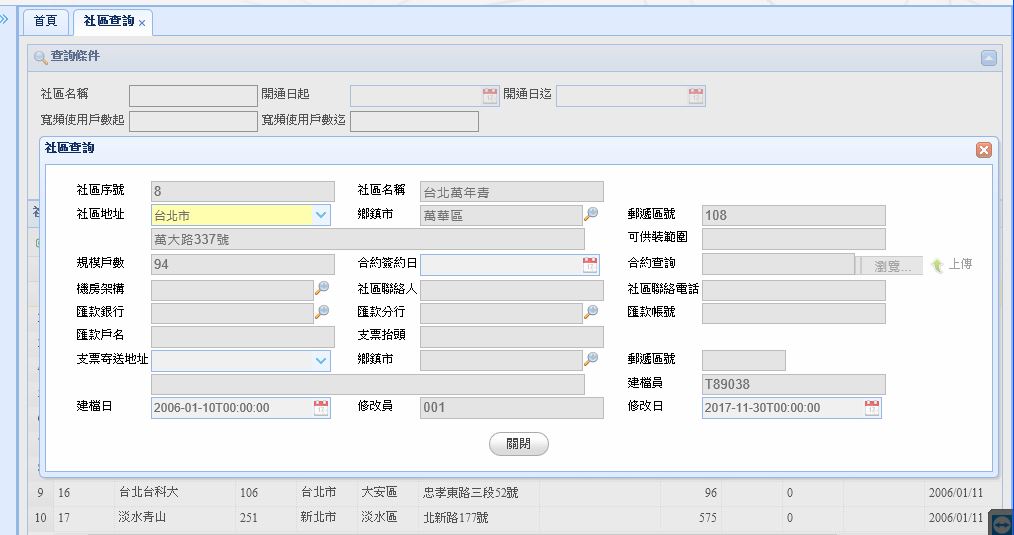 首頁 社區查詢
查詢條件
社區名稱 開通日起 開通日迄
寬頻使用戶數起 寬頻使用戶數迄
社區查詢
社區序號 8 社區名稱 台北萬年青
社區地址 台北市 鄉鎮市 萬華區 郵遞區號 108
萬大路337號 可供裝範圍
規模戶數 94 合約簽約日 合約查詢 瀏覽... 上傳
機房架構 社區聯絡人 社區聯絡電話
匯款銀行 匯款分行 匯款帳號
匯款戶名 支票抬頭
支票寄送地址 鄉鎮市 郵遞區號
建檔員 T89038
建檔日 2006-01-10T00:00:00 修改員 001 修改日 2017-11-30T00:00:00
關閉
9 16 台北台科大 106 台北市 大安區 忠孝東路三段52號 96 0 2006/01/11
10 17 淡水青山 251 新北市 淡水區 北新路177號 575 0 2006/01/11